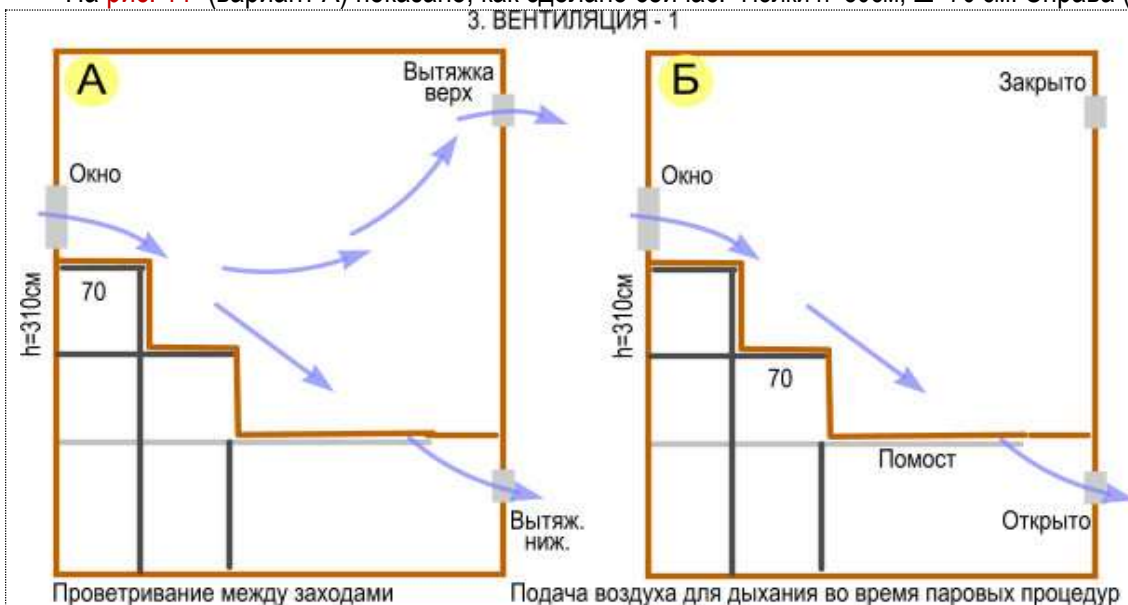 3. ВЕНТИЛЯЦИЯ - 1
А
Вытяжка
верх
Окно
70
h=310см
Вытяж.
ниж.
Проветривание между заходами
Б
Закрыто
Окно
70
h=310см
Помост
Открыто
Подача воздуха для дыхания во время паровых процедур